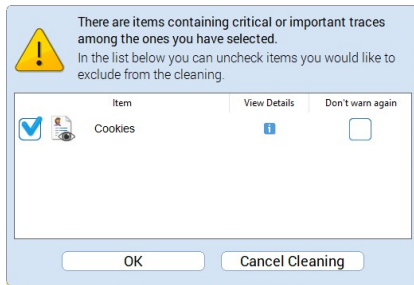 There are items containing critical or important traces
among the ones you have selected.
In the list below you can uncheck items you would like to
exclude from the cleaning.
Item View Details Don't warn again
Cookies
OK Cancel Cleaning